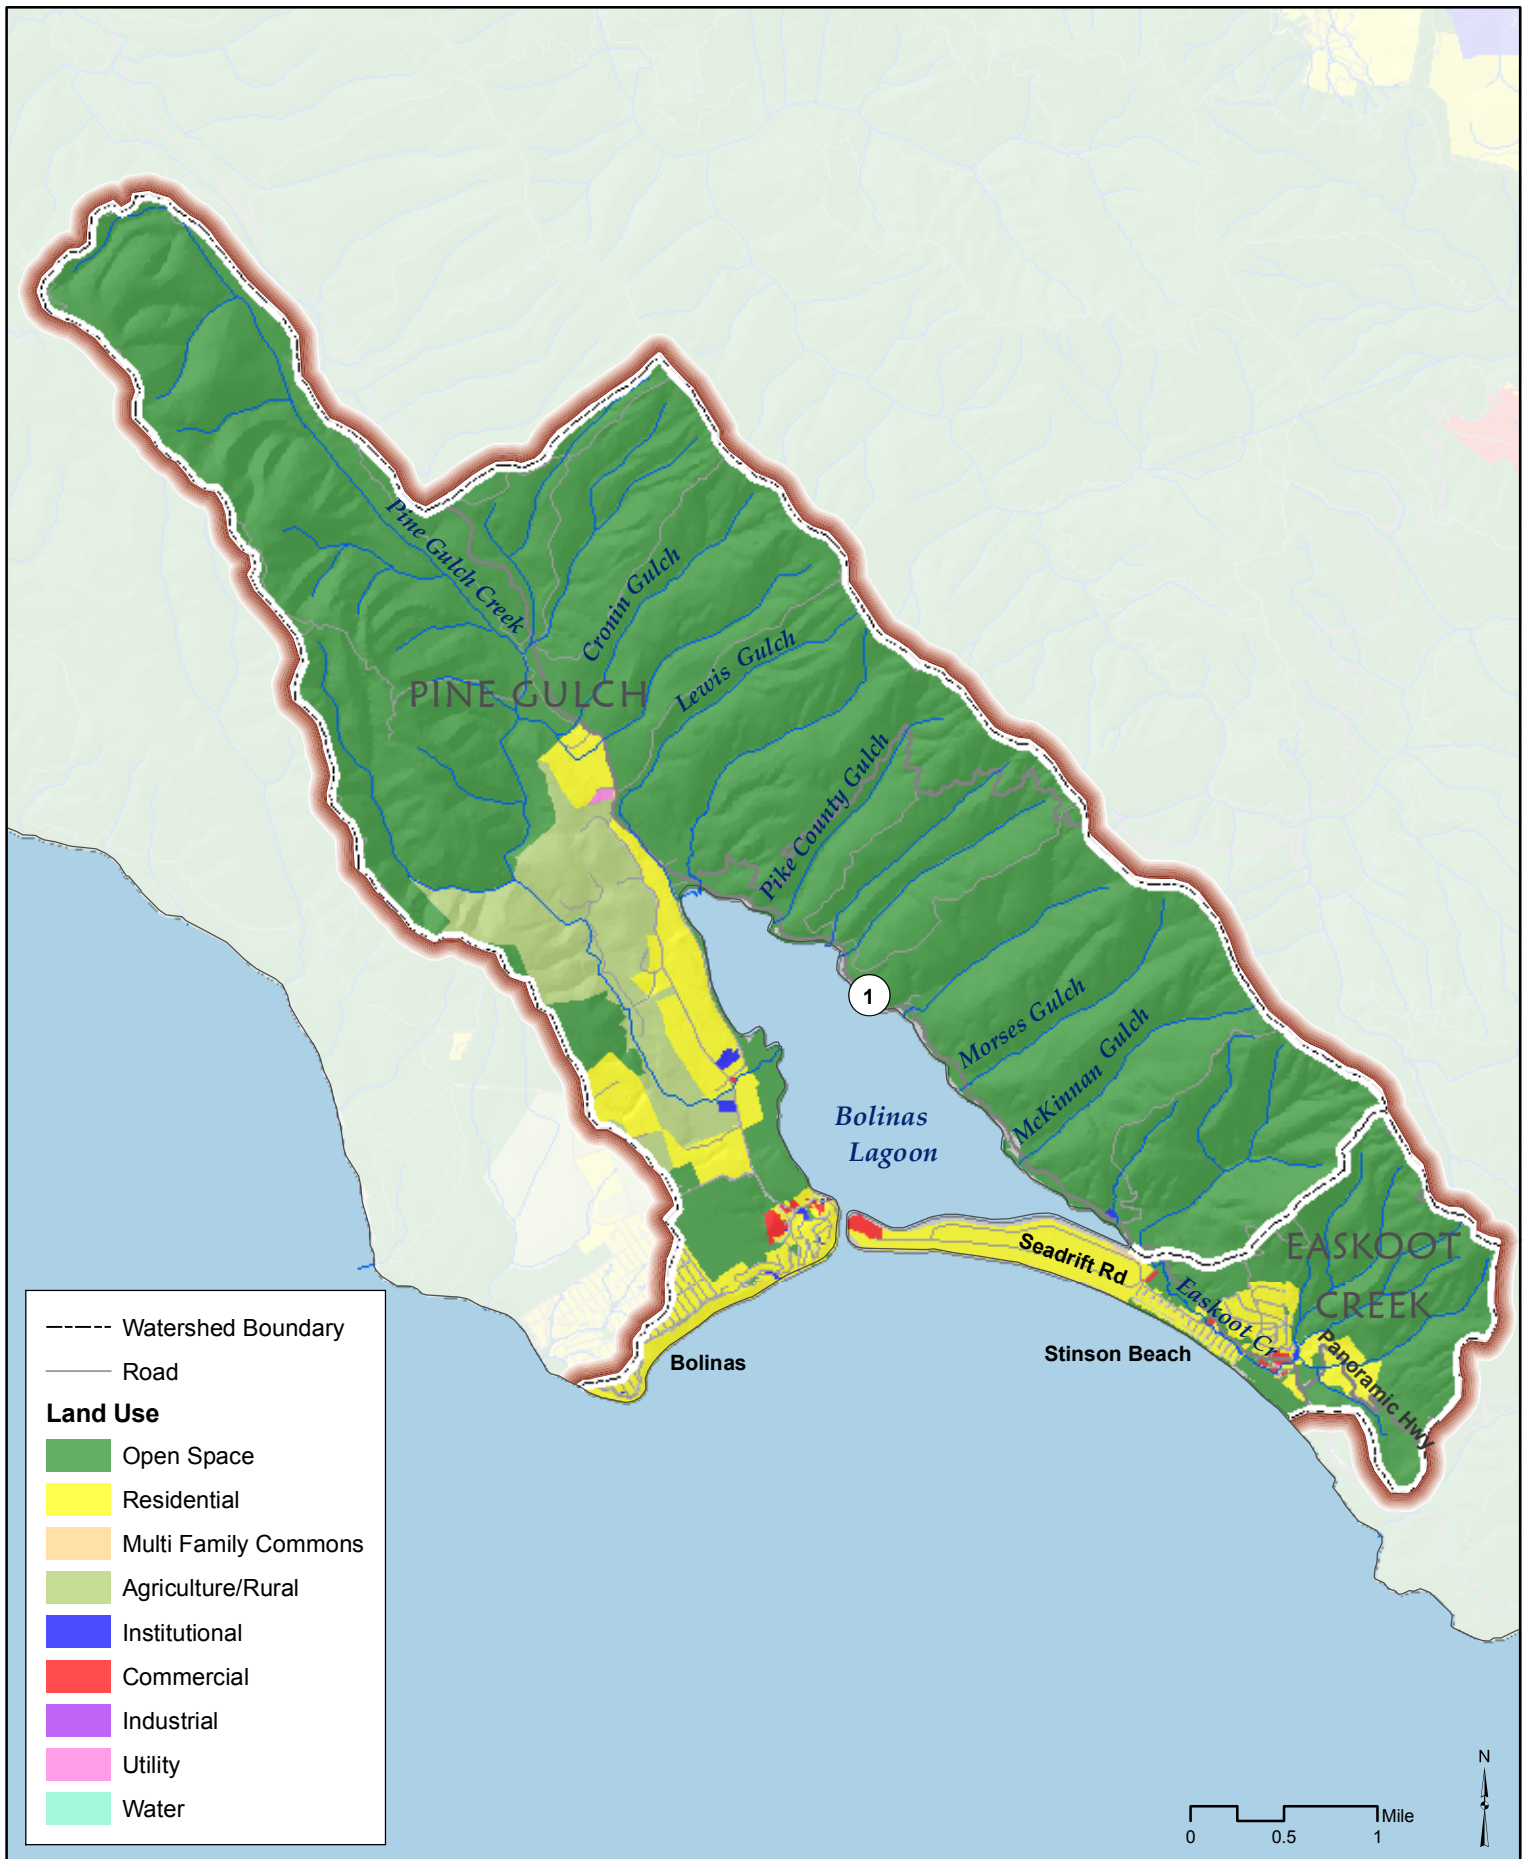 Pine Gulch Creek
Cronin Gulch
Lewis Gulch
PINE GULCH
Pike County Gulch
1
Morses Gulch
McKinnan Gulch
Bolinas
Lagoon
EASKOOT
CREEK
Seadrift Rd
Easkoot Cr
Panoramic Hwy
Stinson Beach
Bolinas
Watershed Boundary
Road
Land Use
Open Space
Residential
Multi Family Commons
Agriculture/Rural
Institutional
Commercial
Industrial
Utility
Water
N
Mile
0 0.5 1